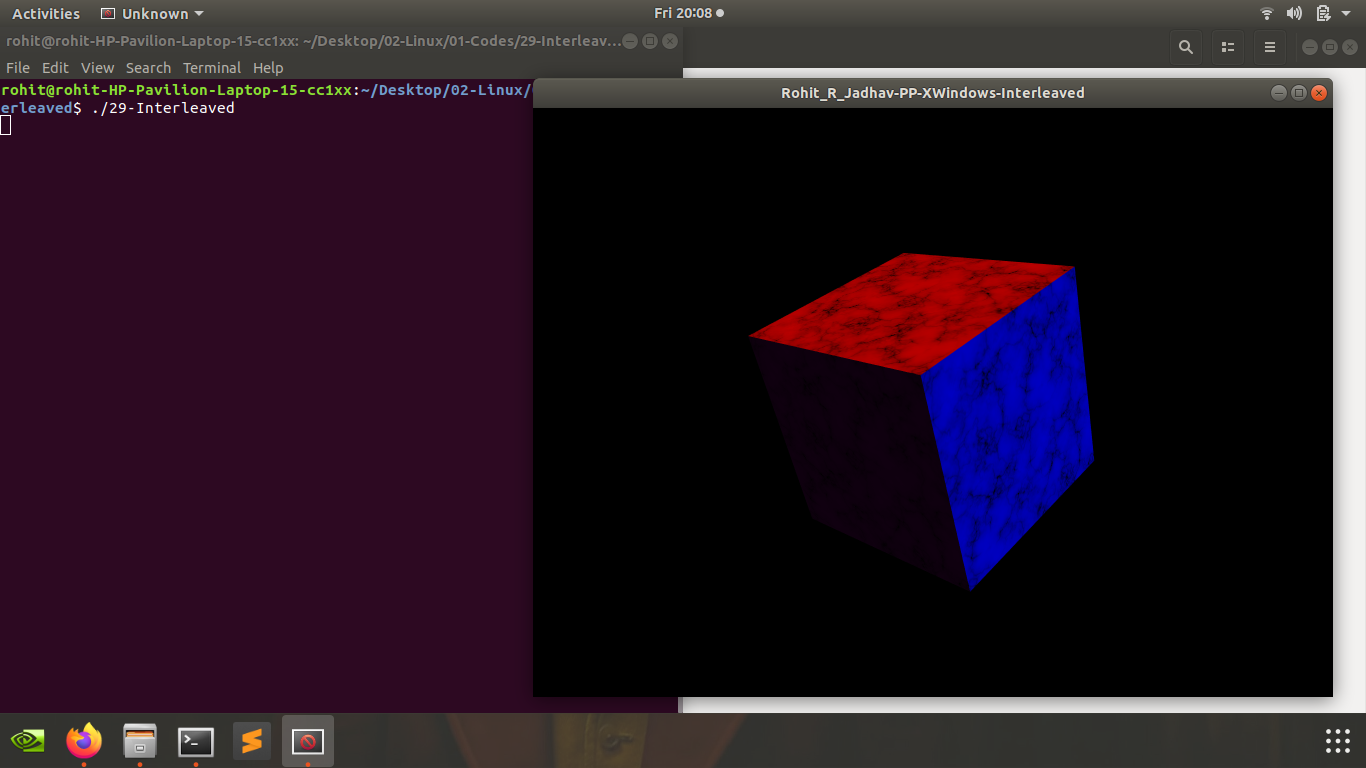 Activities Unknown Fri 20:08
rohit@rohit-HP-Pavilion-Laptop-15-cc1xx: ~/Desktop/02-Linux/01-Codes/29-Interleav...
File Edit View Search Terminal Help
rohit@rohit-HP-Pavilion-Laptop-15-cc1xx:~/Desktop/02-Linux/
erleaved$ ./29-Interleaved
Rohit_R_Jadhav-PP-XWindows-Interleaved